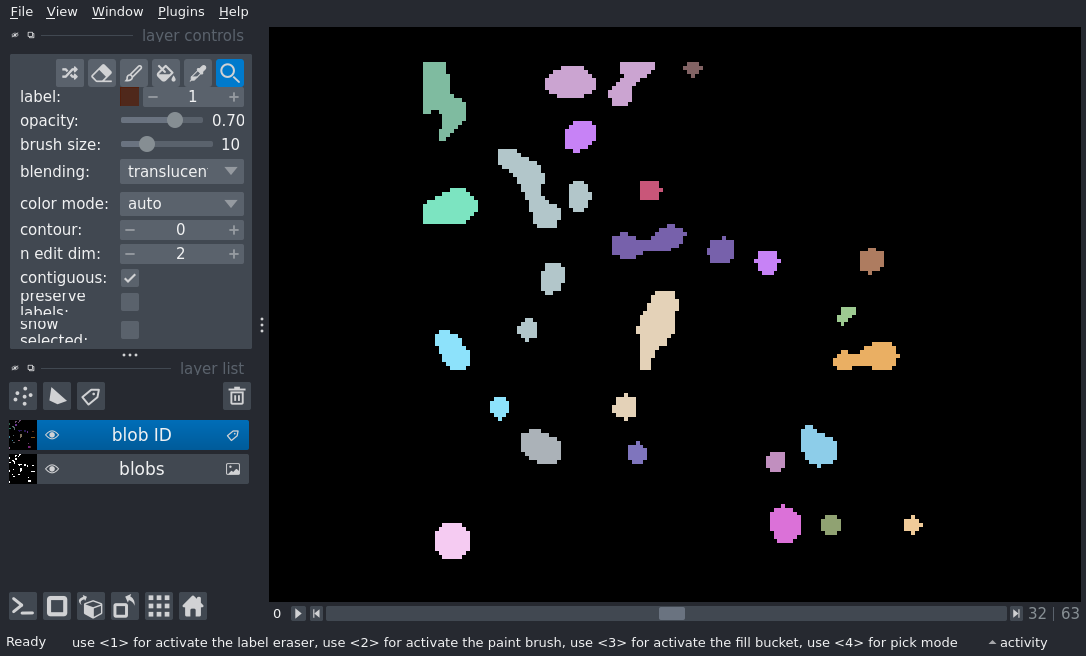 File View Window Plugins Help
layer controls
label: 1
opacity: 0.70
brush size: 10
blending: translucen
color mode: auto
contour: 0
n edit dim: 2
contiguous:
preserve
labels:
show
selected:
layer list
blob ID
blobs
0 32 63
Ready use <1> for activate the label eraser, use <2> for activate the paint brush, use <3> for activate the fill bucket, use <4> for pick mode activity